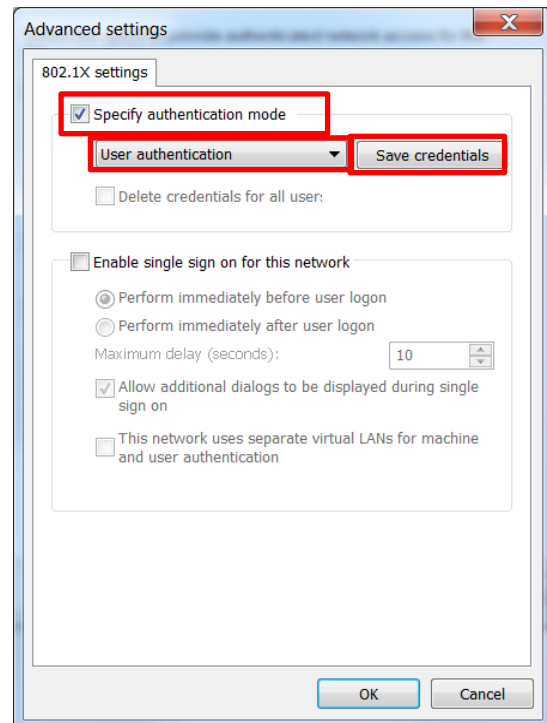 Advanced settings
802.1X settings
Specify authentication mode
User authentication
Save credentials
Delete credentials for all user:
Enable single sign on for this network
Perform immediately before user logon
Perform immediately after user logon
Maximum delay (seconds):
10
Allow additional dialogs to be displayed during single
sign on
This network uses separate virtual LANs for machine
and user authentication
OK
Cancel